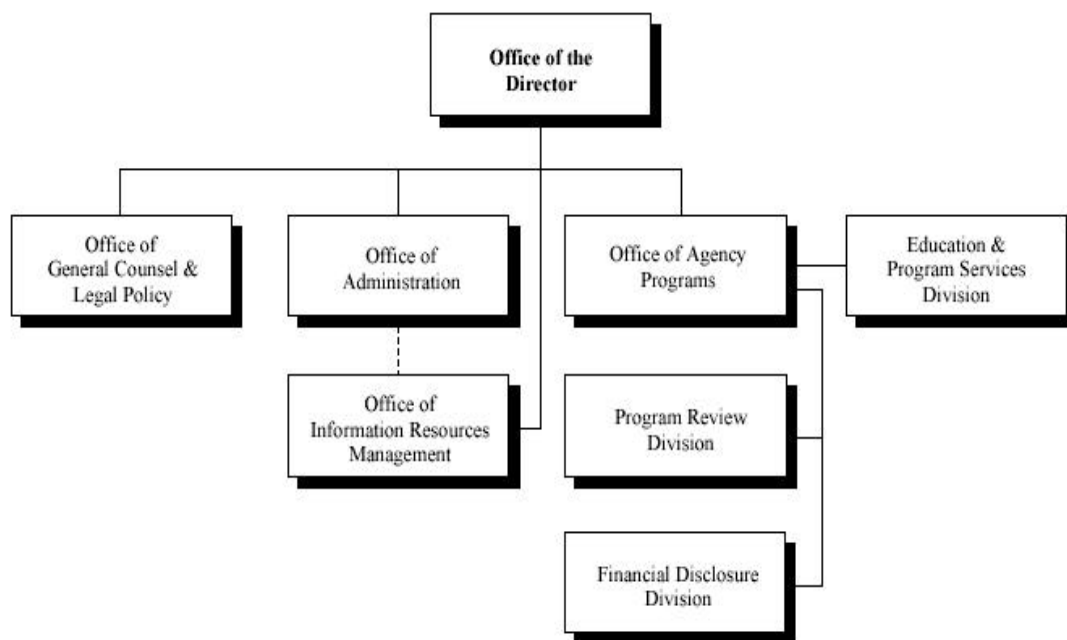 Office of the
Director
Office of
General Counsel &
Legal Policy
Office of
Administration
Office of Agency
Programs
Education &
Program Services
Division
Office of
Information Resources
Management
Program Review
Division
Financial Disclosure
Division